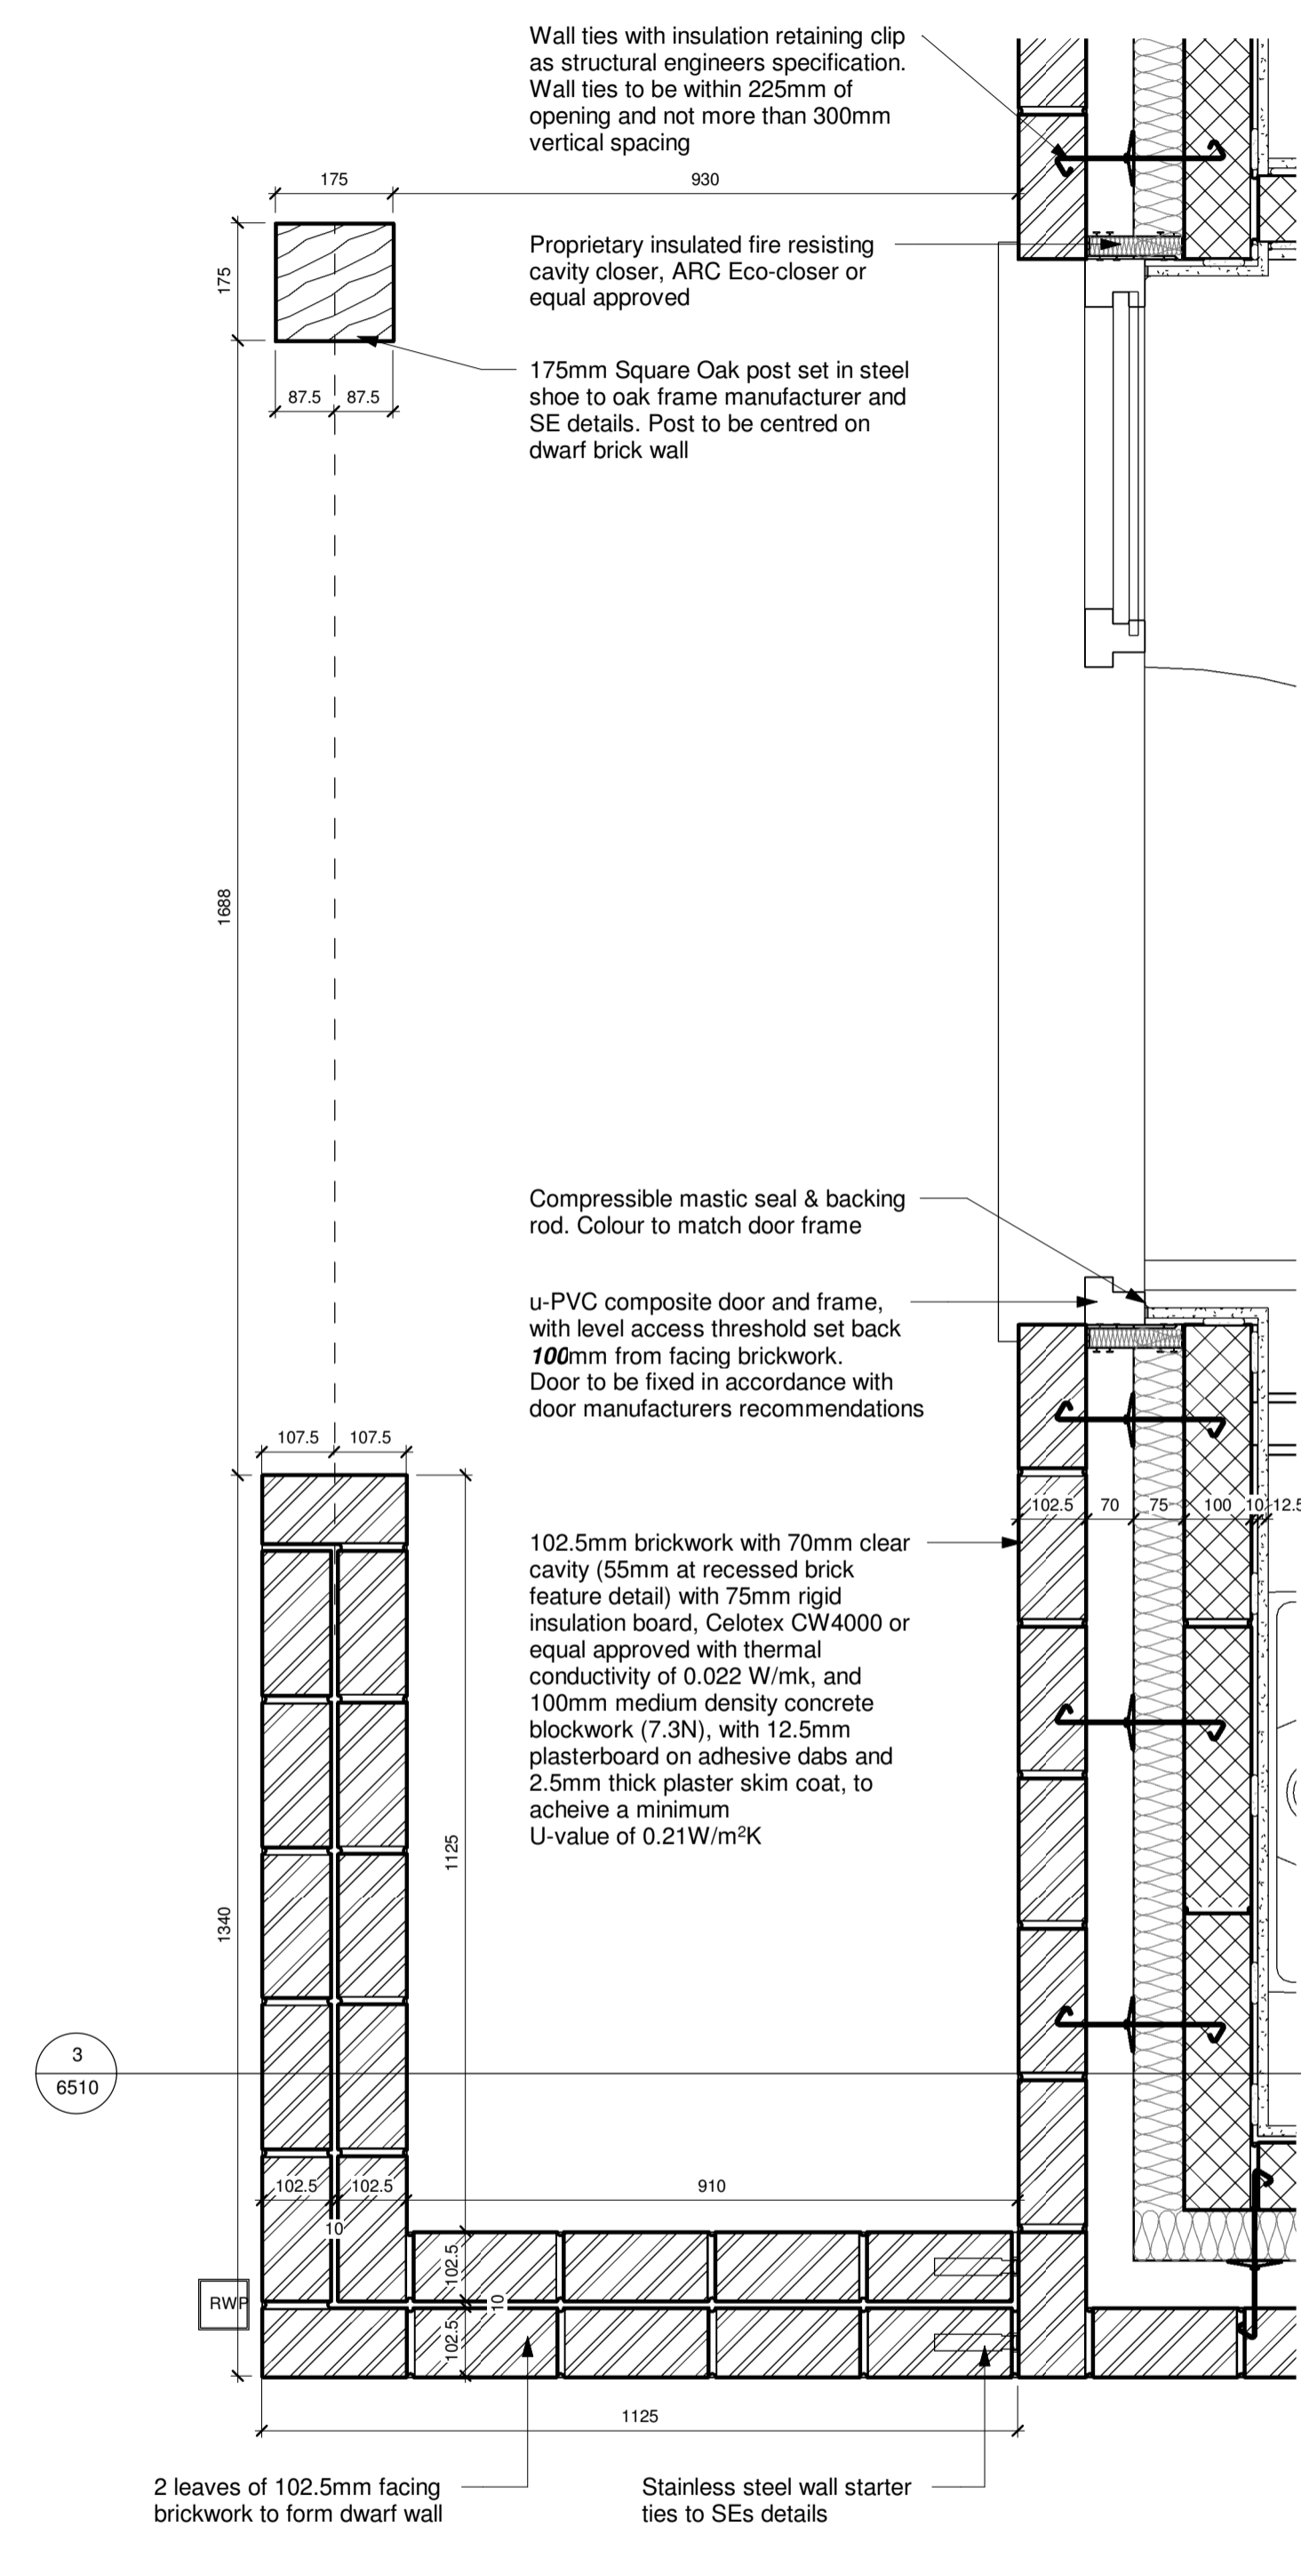 Wall ties with insulation retaining clip
as structural engineers specification.
Wall ties to be within 225mm of
opening and not more than 300mm
vertical spacing
175
930
175
Proprietary insulated fire resisting
cavity closer, ARC Eco-closer or
equal approved
175mm Square Oak post set in steel
shoe to oak frame manufacturer and
SE details. Post to be centred on
dwarf brick wall
87.5
87.5
1688
Compressible mastic seal & backing
rod. Colour to match door frame
u-PVC composite door and frame,
with level access threshold set back
100mm from facing brickwork.
Door to be fixed in accordance with
door manufacturers recommendations
107.5
107.5
102.5
70
75
100
10
12.5
102.5mm brickwork with 70mm clear
cavity (55mm at recessed brick
feature detail) with 75mm rigid
insulation board, Celotex CW4000 or
equal approved with thermal
conductivity of 0.022 W/mk, and
100mm medium density concrete
blockwork (7.3N), with 12.5mm
plasterboard on adhesive dabs and
2.5mm thick plaster skim coat, to
acheive a minimum
U-value of 0.21W/m²K
1125
1340
3
6510
102.5
102.5
910
10
102.5
10
102.5
RWP
1125
2 leaves of 102.5mm facing
brickwork to form dwarf wall
Stainless steel wall starter
ties to SEs details